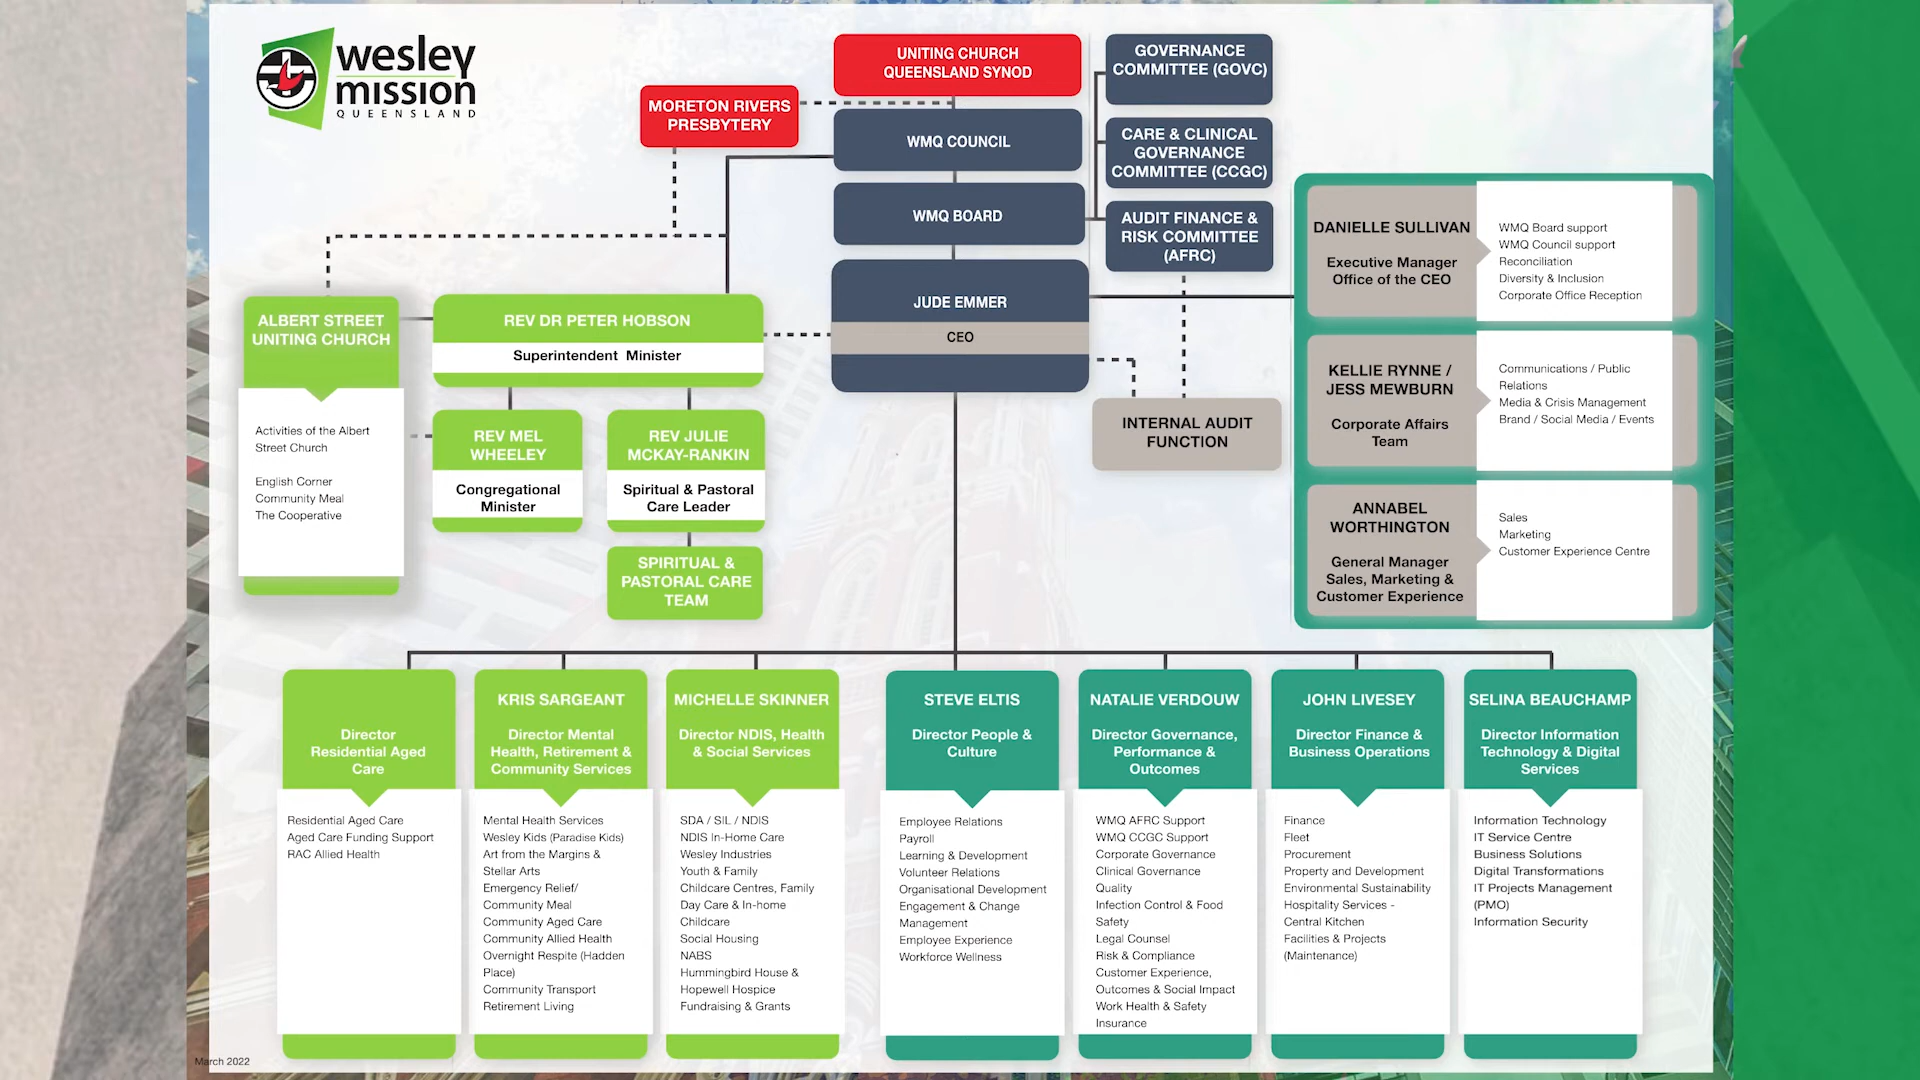 wesley
mission
QUEENSLAND
UNITING CHURCH
QUEENSLAND SYNOD
MORETON RIVERS
PRESBYTERY
WMQ COUNCIL
WMQ BOARD
GOVERNANCE
COMMITTEE (GOVC)
CARE & CLINICAL
GOVERNANCE
COMMITTEE (CCGC)
AUDIT FINANCE &
RISK COMMITTEE
(AFRC)
JUDE EMMER
CEO
INTERNAL AUDIT
FUNCTION
ALBERT STREET
UNITING CHURCH
Activities of the Albert
Street Church
English Corner
Community Meal
The Cooperative
REV DR PETER HOBSON
Superintendent Minister
REV MEL
WHEELEY
Congregational
Minister
REV JULIE
MCKAY-RANKIN
Spiritual & Pastoral
Care Leader
SPIRITUAL &
PASTORAL CARE
TEAM
DANIELLE SULLIVAN
Executive Manager
Office of the CEO
WMQ Board support
WMQ Council support
Reconciliation
Diversity & Inclusion
Corporate Office Reception
KELLIE RYNNE /
JESS MEWBURN
Corporate Affairs
Team
Communications / Public
Relations
Media & Crisis Management
Brand / Social Media / Events
ANNABEL
WORTHINGTON
General Manager
Sales, Marketing &
Customer Experience
Sales
Marketing
Customer Experience Centre
Director
Residential Aged
Care
Residential Aged Care
Aged Care Funding Support
RAC Allied Health
KRIS SARGEANT
Director Mental
Health, Retirement &
Community Services
Mental Health Services
Wesley Kids (Paradise Kids)
Art from the Margins &
Stellar Arts
Emergency Relief/
Community Meal
Community Aged Care
Community Allied Health
Overnight Respite (Hadden
Place)
Community Transport
Retirement Living
MICHELLE SKINNER
Director NDIS, Health
& Social Services
SDA / SIL / NDIS
NDIS In-Home Care
Wesley Industries
Youth & Family
Childcare Centres, Family
Day Care & In-home
Childcare
Social Housing
NABS
Hummingbird House &
Hopewell Hospice
Fundraising & Grants
STEVE ELTIS
Director People &
Culture
Employee Relations
Payroll
Learning & Development
Volunteer Relations
Organisational Development
Engagement & Change
Management
Employee Experience
Workforce Wellness
NATALIE VERDOUW
Director Governance,
Performance &
Outcomes
WMQ AFRC Support
WMQ CCGC Support
Corporate Governance
Clinical Governance
Quality
Infection Control & Food
Safety
Legal Counsel
Risk & Compliance
Customer Experience,
Outcomes & Social Impact
Work Health & Safety
Insurance
JOHN LIVESEY
Director Finance &
Business Operations
Finance
Fleet
Procurement
Property and Development
Environmental Sustainability
Hospitality Services -
Central Kitchen
Facilities & Projects
(Maintenance)
SELINA BEAUCHAMP
Director Information
Technology & Digital
Services
Information Technology
IT Service Centre
Business Solutions
Digital Transformations
IT Projects Management
(PMO)
Information Security
March 2022